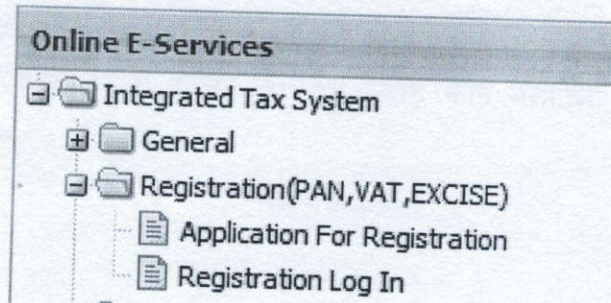 Online E-Services
Integrated Tax System
General
Registration(PAN,VAT,EXCISE)
Application For Registration
Registration Log In